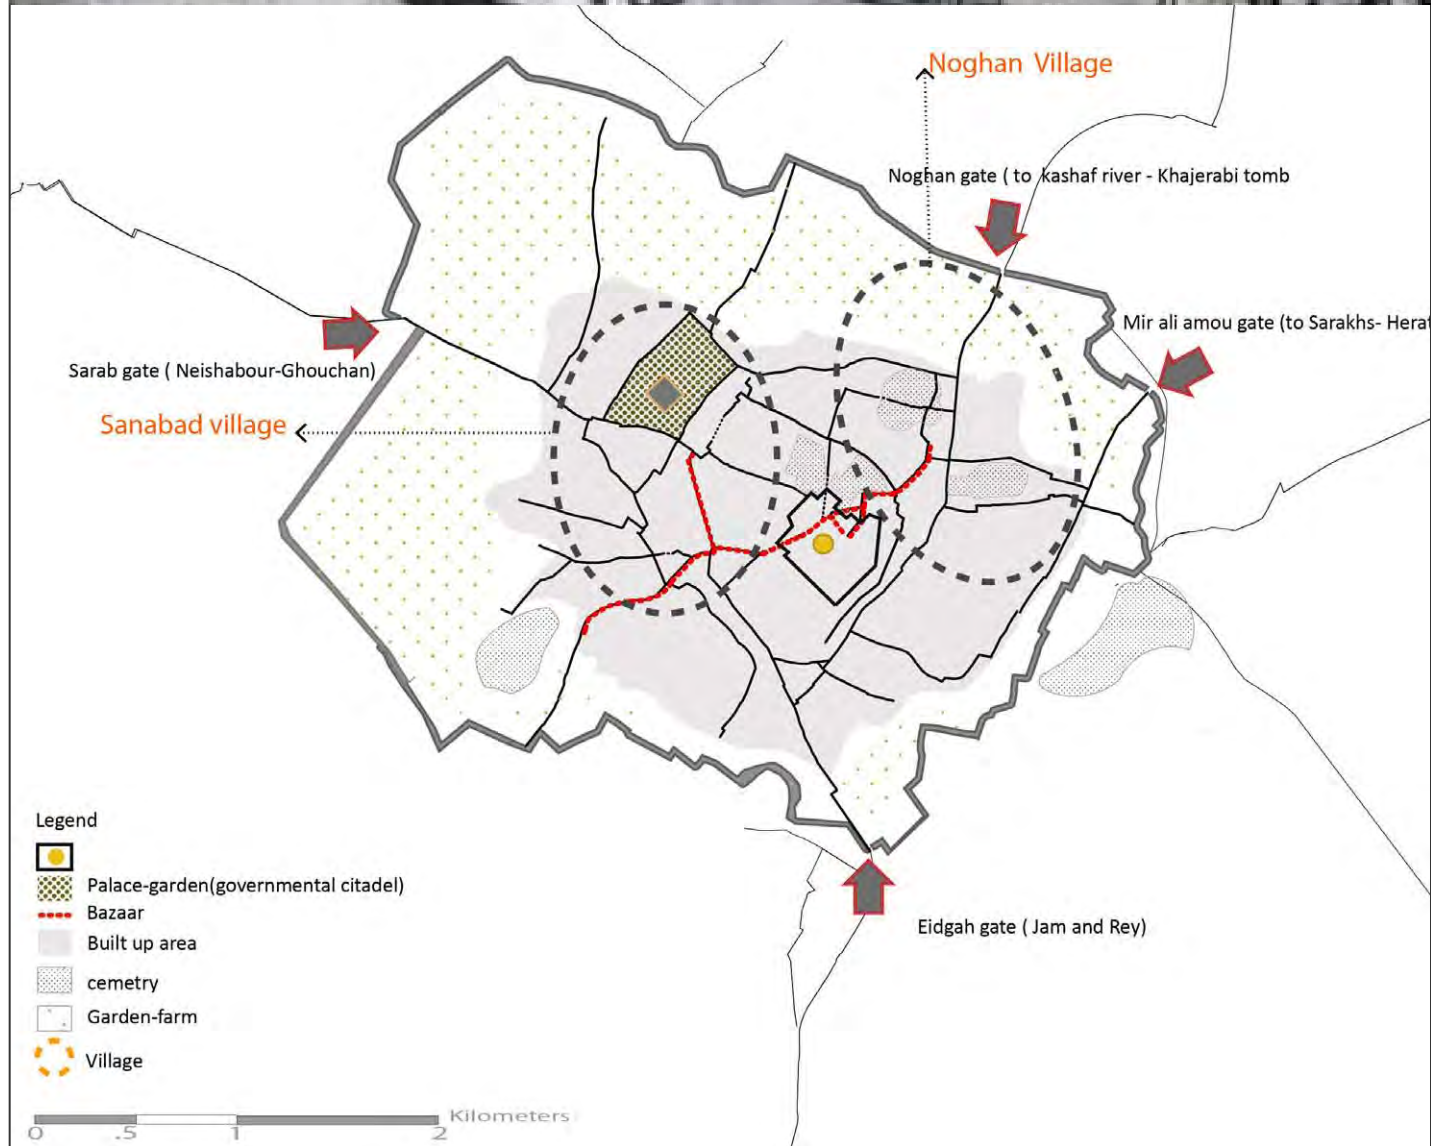 Noghan Village
Noghan gate ( to kashaf river - Khajerabi tomb
Mir ali amou gate (to Sarakhs- Herat
Sarab gate ( Neishabour-Ghouchan)
Sanabad village
Legend
Palace-garden(governmental citadel)
Bazaar
Built up area
cemetry
Garden-farm
Village
Eidgah gate ( Jam and Rey)
Kilometers
0 .5 1 2